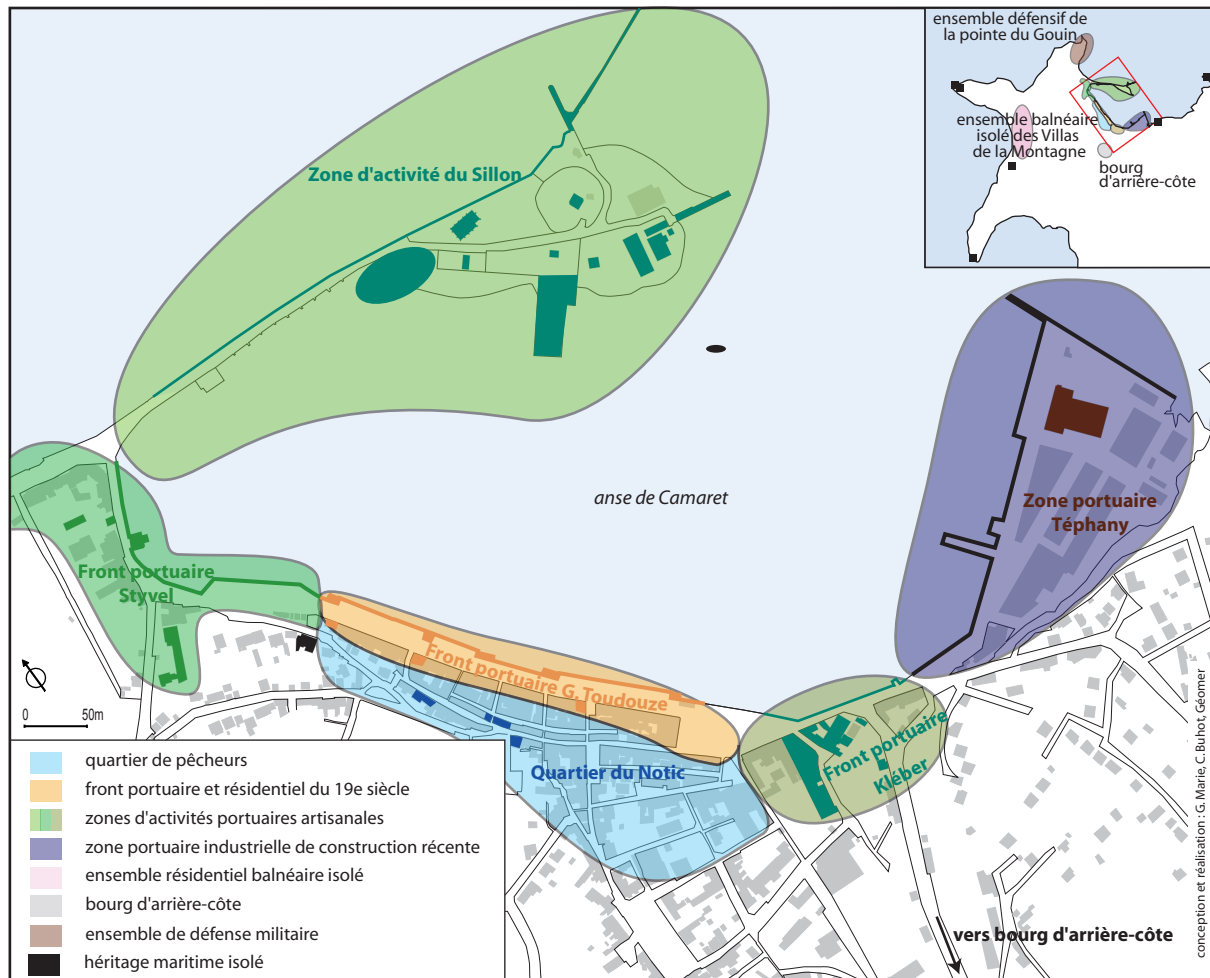 ensemble défensif de
la pointe du Gouin
ensemble balnéaire
isolé des Villas
de la Montagne
bourg
d'arrière-côte
Zone d'activité du Sillon
anse de Camaret
Zone portuaire
Téphany
Front portuaire
Styvel
Front portuaire G. Toudouze
Quartier du Notic
Front portuaire
Kléber
0 50m
vers bourg d'arrière-côte
quartier de pêcheurs
front portuaire et résidentiel du 19e siècle
zones d'activités portuaires artisanales
zone portuaire industrielle de construction récente
ensemble résidentiel balnéaire isolé
bourg d'arrière-côte
ensemble de défense militaire
héritage maritime isolé
conception et réalisation : G. Marie, C. Buhot, Géomer